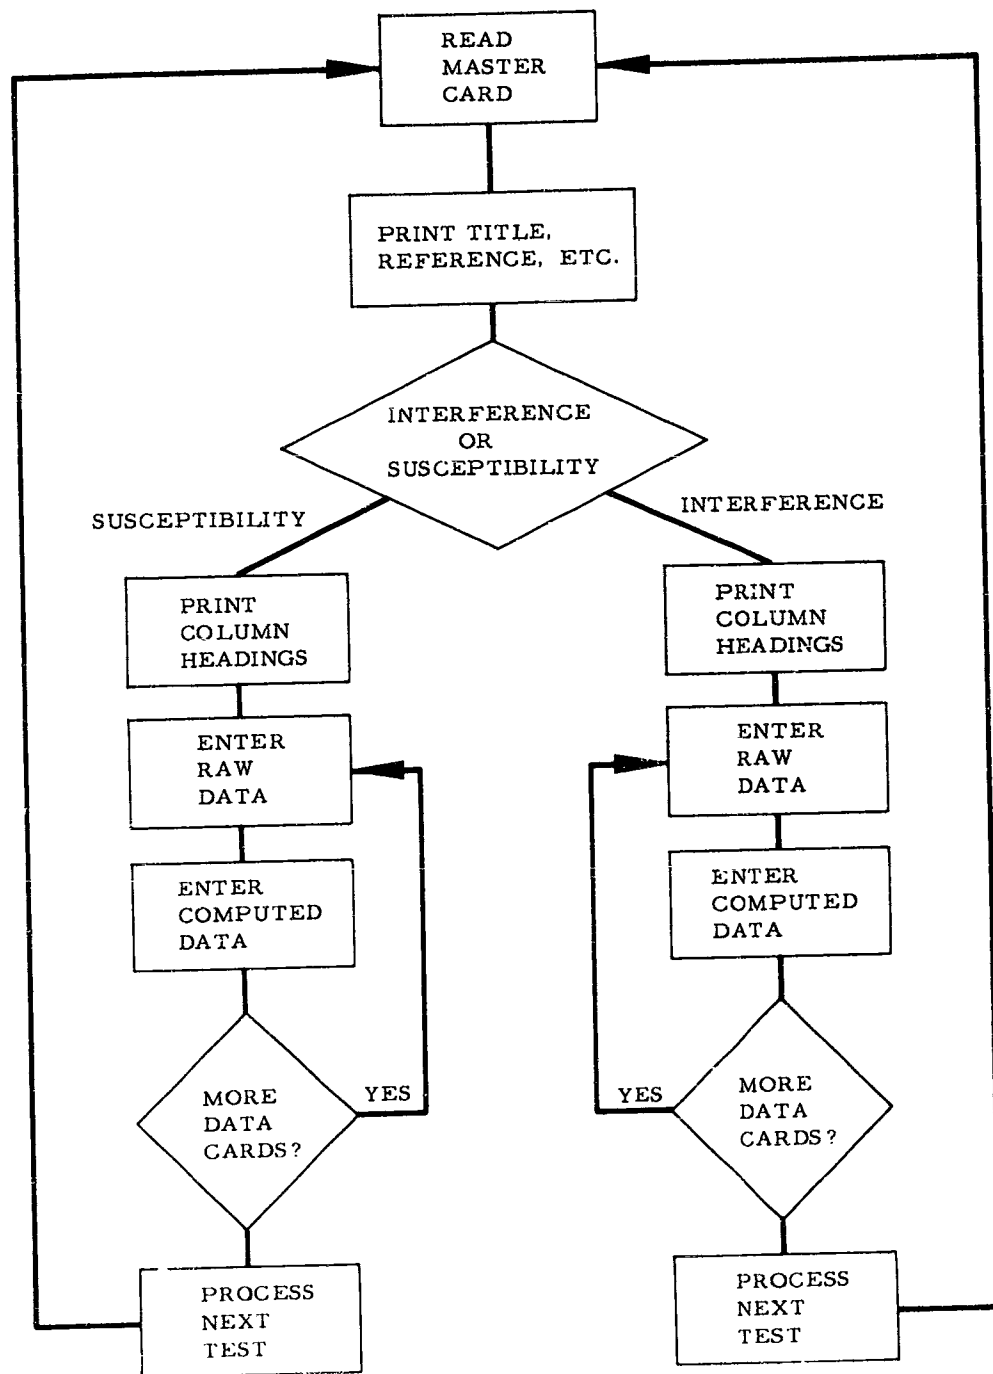 READ
MASTER
CARD
PRINT TITLE,
REFERENCE, ETC.
INTERFERENCE
OR
SUSCEPTIBILITY
SUSCEPTIBILITY
INTERFERENCE
PRINT
COLUMN
HEADINGS
ENTER
RAW
DATA
ENTER
COMPUTED
DATA
MORE
DATA
CARDS?
YES
PROCESS
NEXT
TEST
PRINT
COLUMN
HEADINGS
ENTER
RAW
DATA
ENTER
COMPUTED
DATA
YES
MORE
DATA
CARDS?
PROCESS
NEXT
TEST